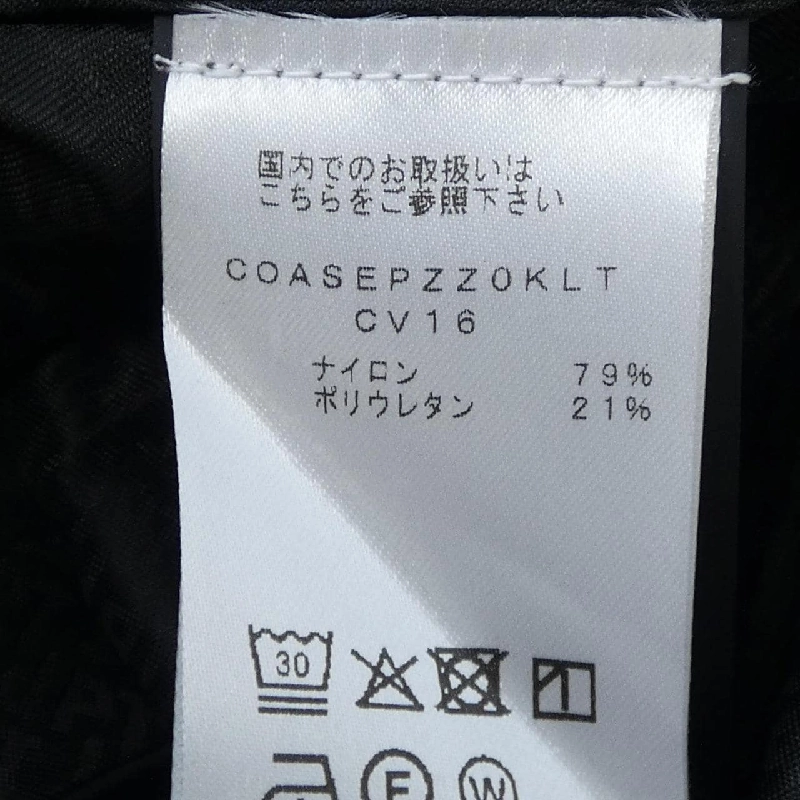 国内でのお取扱いは
こちらをご参照下さい
COASEPZZ0KLT
CV16
ナイロン 79%
ポリウレタン 21%
30
F W